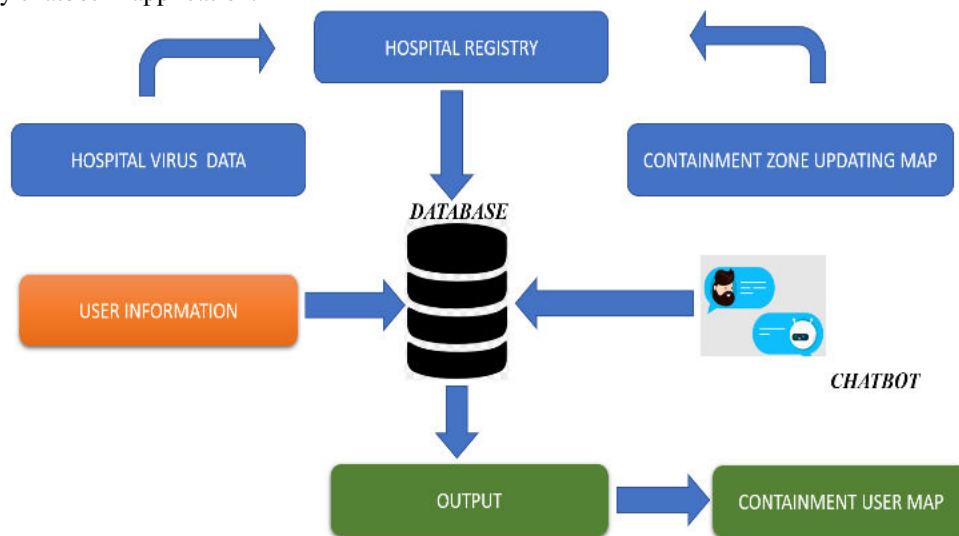 HOSPITAL REGISTRY
HOSPITAL VIRUS DATA
CONTAINMENT ZONE UPDATING MAP
DATABASE
USER INFORMATION
CHATBOT
OUTPUT
CONTAINMENT USER MAP